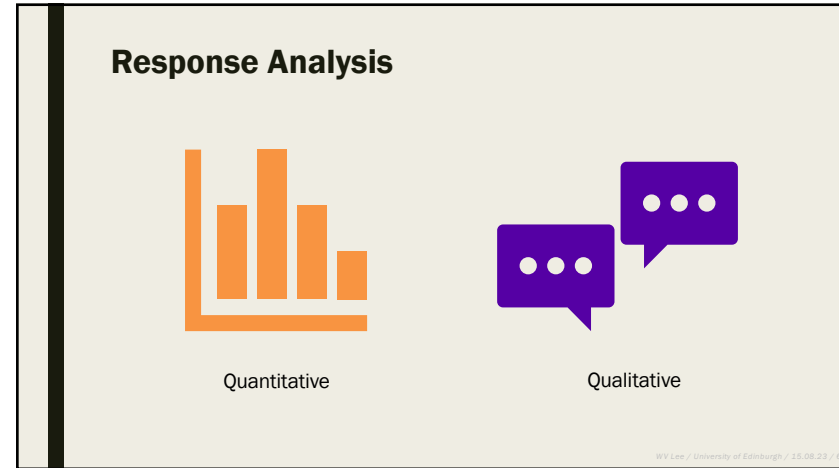 Response Analysis
Quantitative
Qualitative
WV Lee / University of Edinburgh / 15.08.23 /